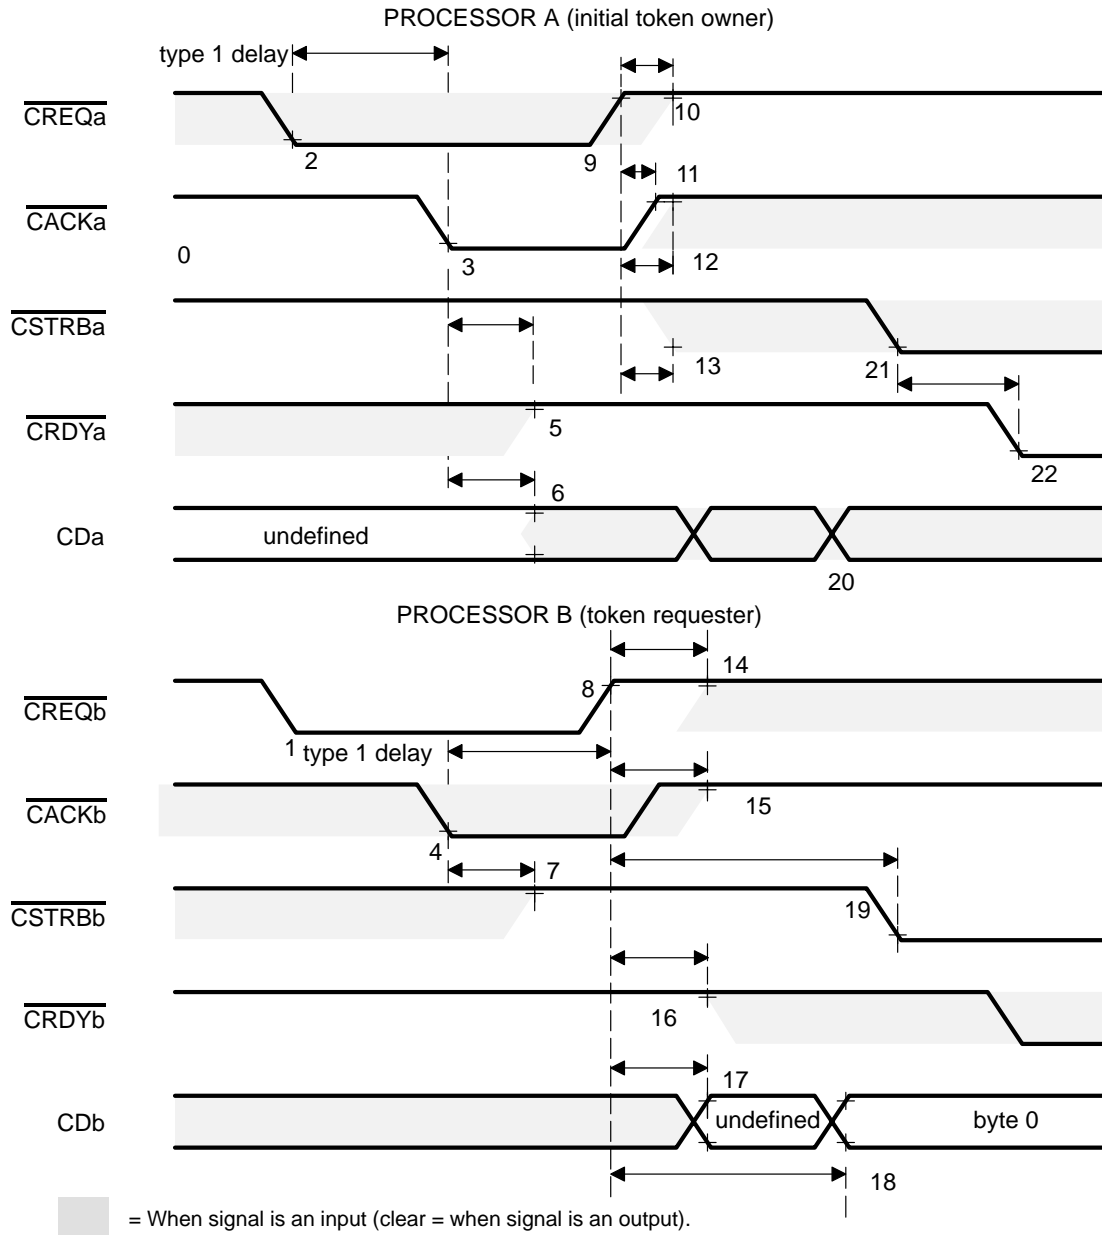 PROCESSOR A (initial token owner)
type 1 delay
CREQa
10
2
9
11
CACKa
0
3
12
CSTRBa
13
21
CRDYa
5
22
6
CDa
undefined
20
PROCESSOR B (token requester)
14
8
CREQb
1
type 1 delay
CACKb
15
4
7
CSTRBb
19
CRDYb
16
17
CDb
undefined
byte 0
18
= When signal is an input (clear = when signal is an output).